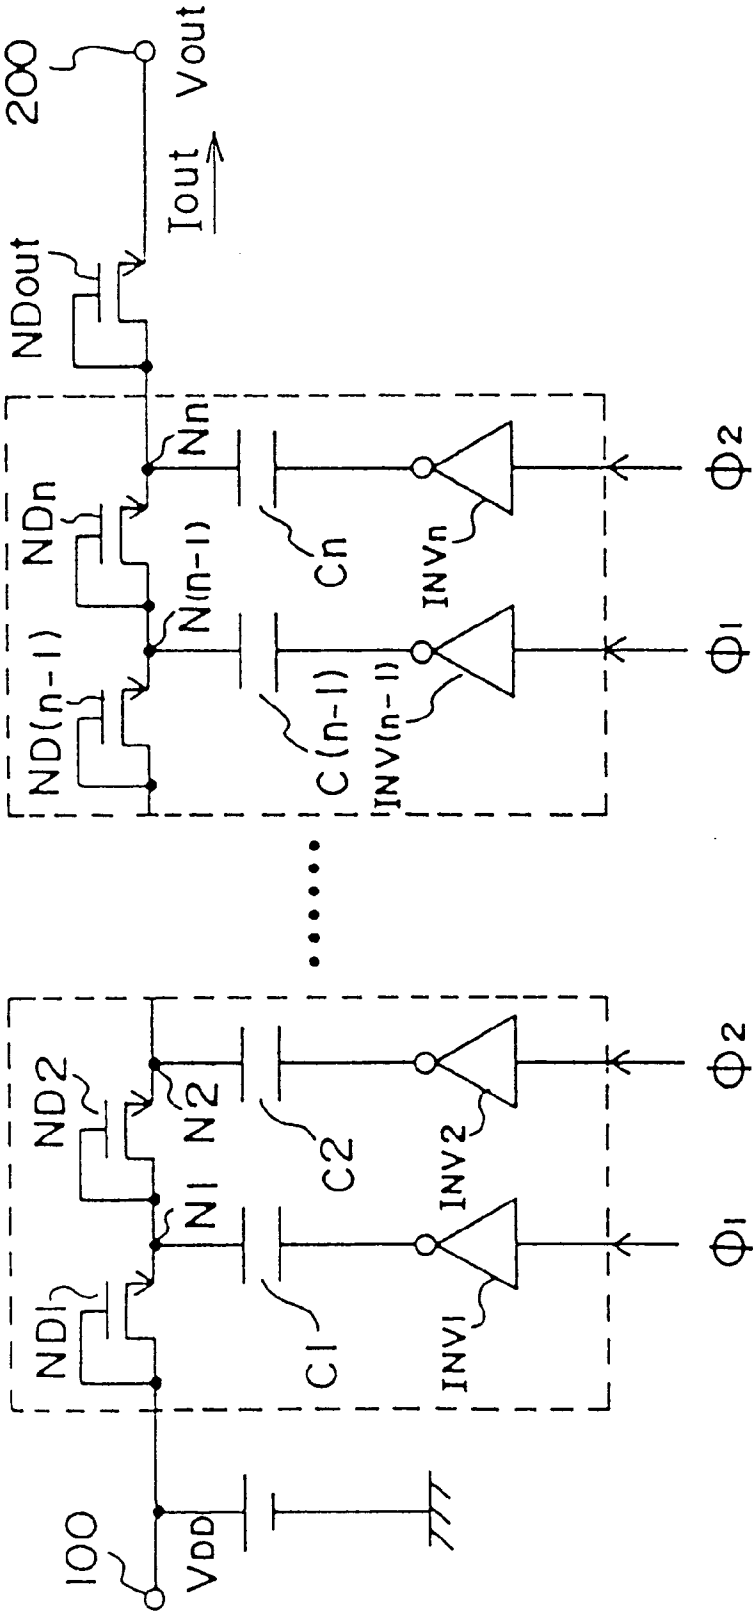 100
VDD
ND1
N1
C1
INV1
Φ1
ND2
N2
C2
INV2
Φ2
ND(n-1)
N(n-1)
C(n-1)
INV(n-1)
Φ1
NDn
Nn
Cn
INVn
Φ2
NDout
Iout
200
Vout